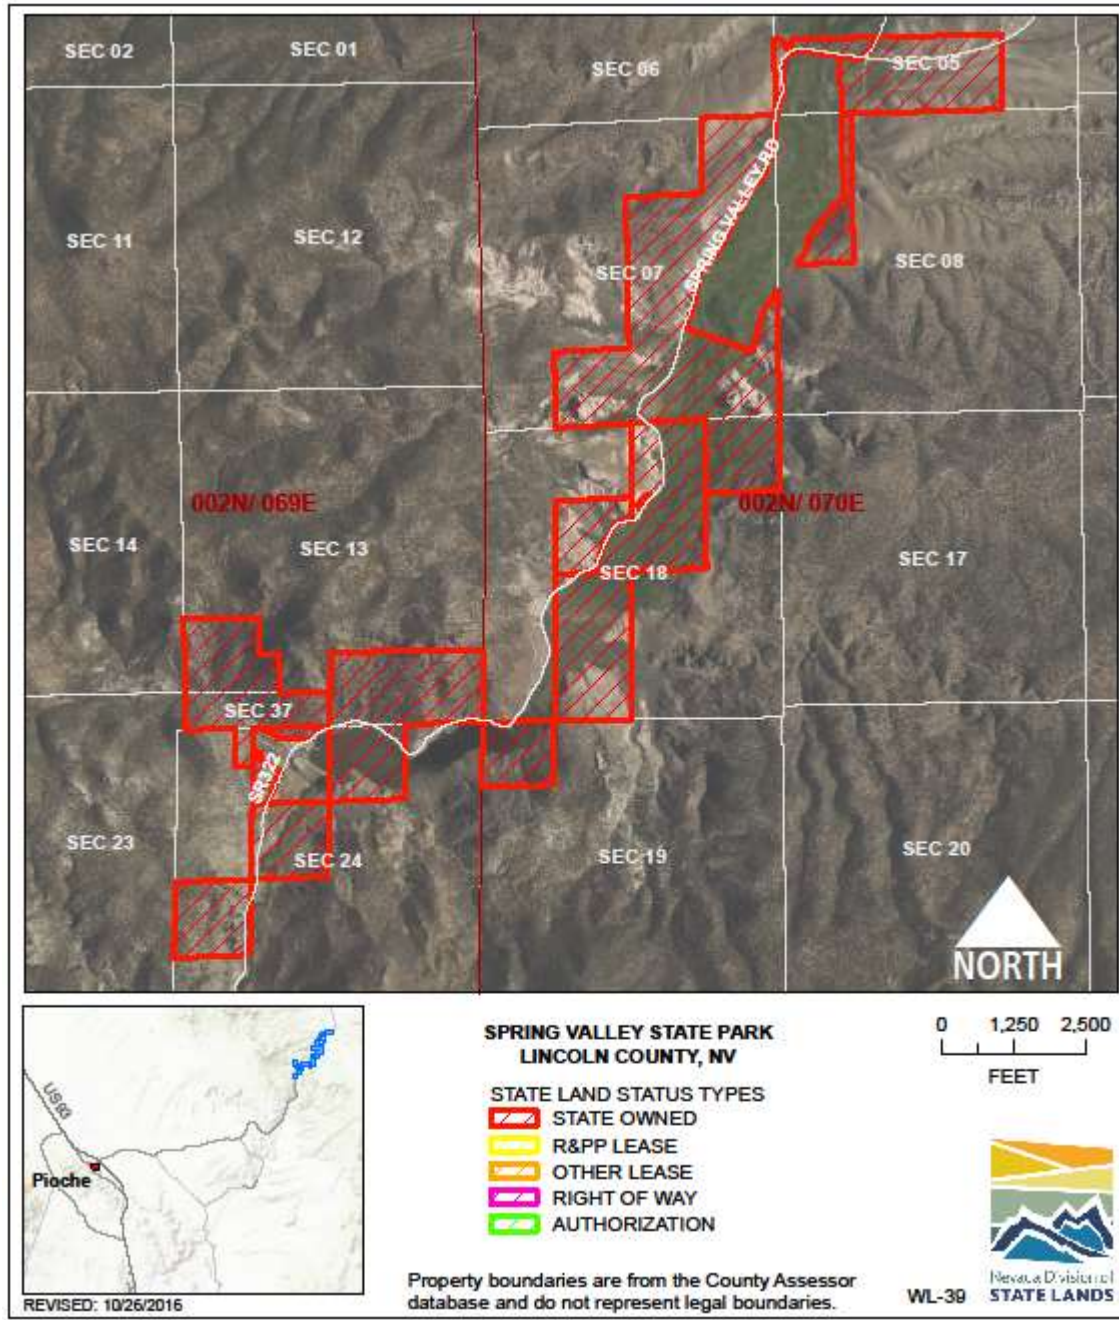 SEC 02
SEC 01
SEC 06
SEC 05
SPRING VALLEY RD
SEC 11
SEC 12
SEC 07
SEC 08
002N/ 069E
002N/ 070E
SEC 14
SEC 13
SEC 18
SEC 17
SEC 37
SR322
SEC 23
SEC 24
SEC 19
SEC 20
NORTH
US 93
Pioche
REVISED: 10/26/2016
SPRING VALLEY STATE PARK
LINCOLN COUNTY, NV
STATE LAND STATUS TYPES
STATE OWNED
R&PP LEASE
OTHER LEASE
RIGHT OF WAY
AUTHORIZATION
Property boundaries are from the County Assessor
database and do not represent legal boundaries.
0 1,250 2,500
FEET
WL-39
Nevada Division of
STATE LANDS